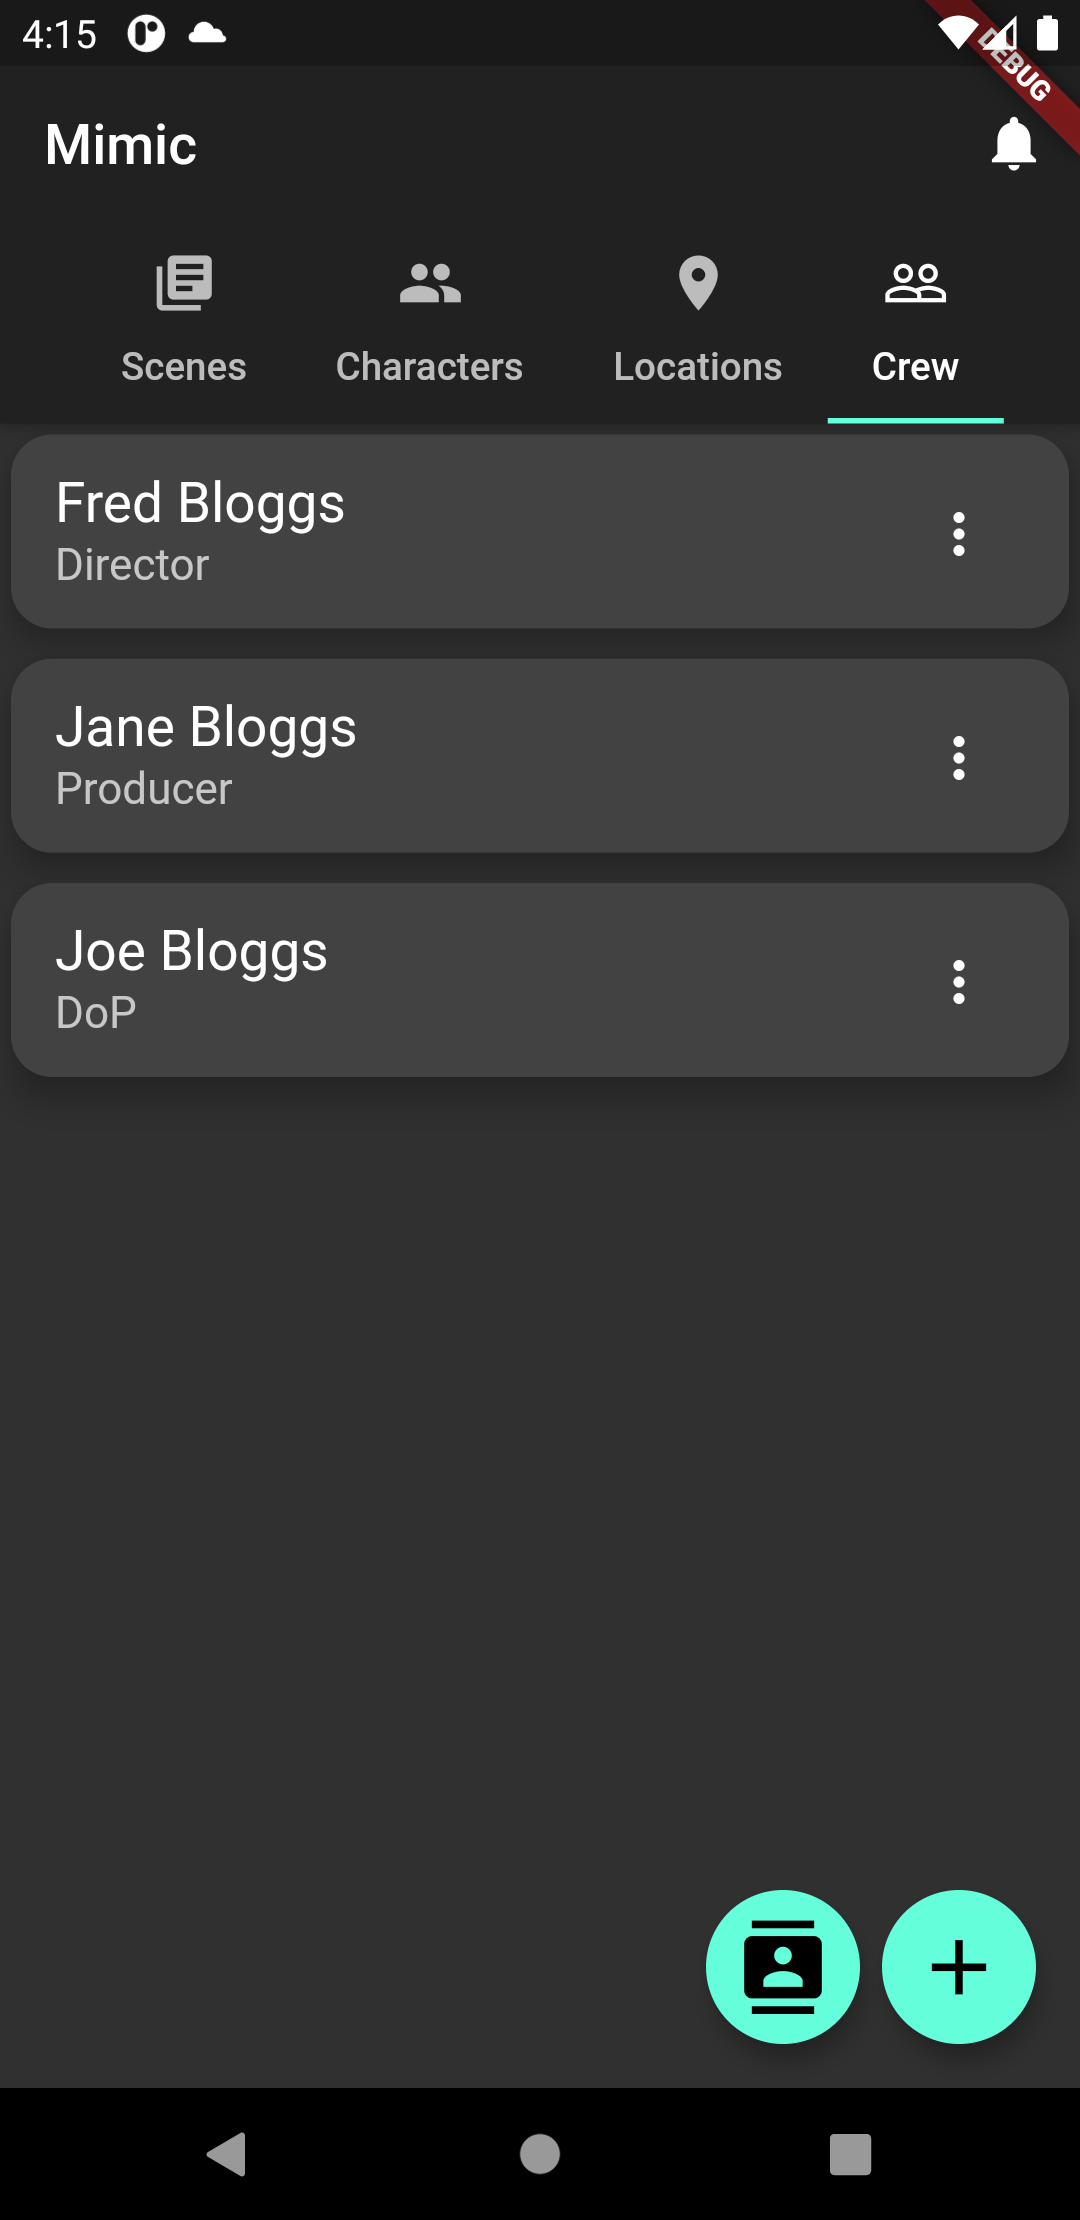 4:15
DEBUG
Mimic
Scenes Characters Locations Crew
Fred Bloggs
Director
Jane Bloggs
Producer
Joe Bloggs
DoP